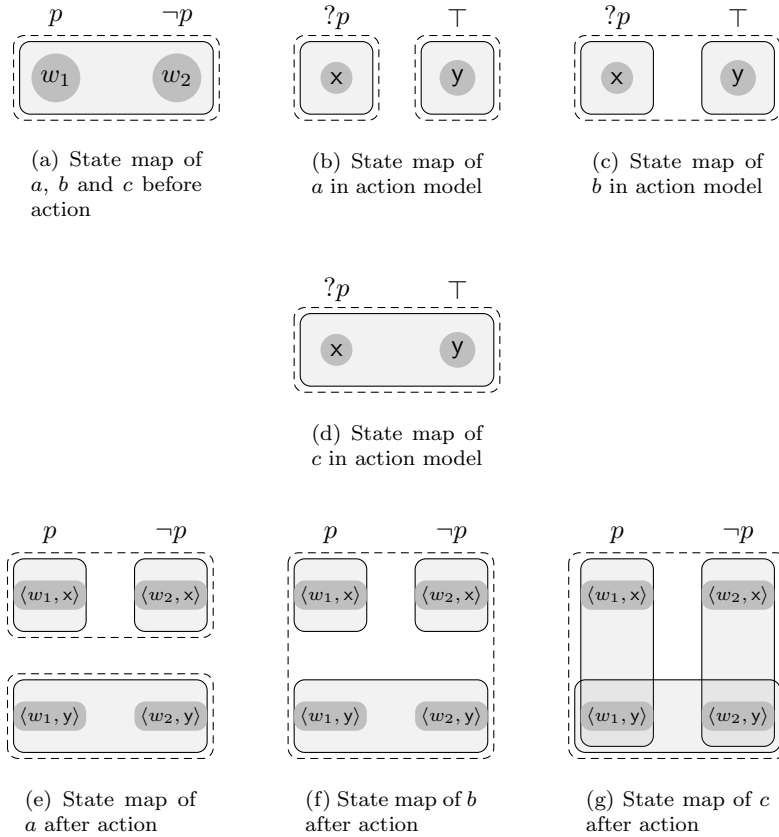 p ¬p ?p ⊤ ?p ⊤
w₁ w₂ x y x y
(a) State map of
a, b and c before
action
(b) State map of
a in action model
(c) State map of
b in action model
?p ⊤
x y
(d) State map of
c in action model
p ¬p p ¬p p ¬p
⟨w₁, x⟩ ⟨w₂, x⟩ ⟨w₁, x⟩ ⟨w₂, x⟩ ⟨w₁, x⟩ ⟨w₂, x⟩
⟨w₁, y⟩ ⟨w₂, y⟩ ⟨w₁, y⟩ ⟨w₂, y⟩ ⟨w₁, y⟩ ⟨w₂, y⟩
(e) State map of
a after action
(f) State map of b
after action
(g) State map of c
after action